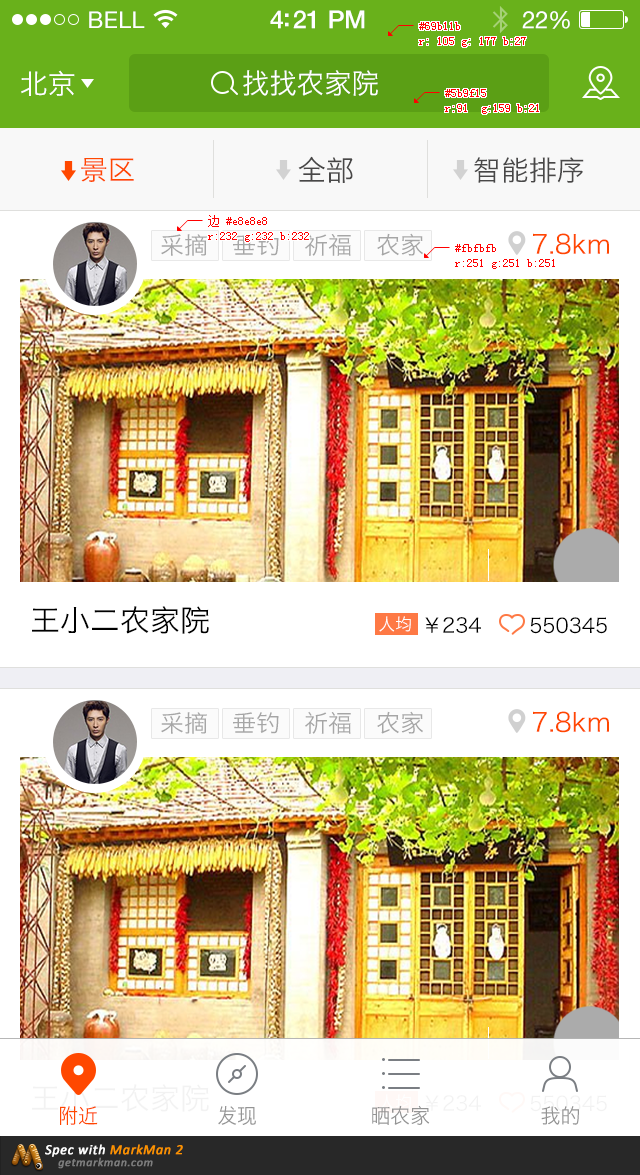 BELL 4:21 PM 22%
#69b11b
r: 105 g: 177 b:27
北京 找找农家院
#5b9f15
r:91 g:159 b:21
景区 全部 智能排序
边 #e8e8e8
r:232 g:232 b:232
采摘 垂钓 祈福 农家 7.8km
#fbfbfb
r:251 g:251 b:251
王小二农家院 人均 ¥234 550345
采摘 垂钓 祈福 农家 7.8km
王小二农家院 ¥234 550345
附近 发现 晒农家 我的
Spec with MarkMan 2
getmarkman.com